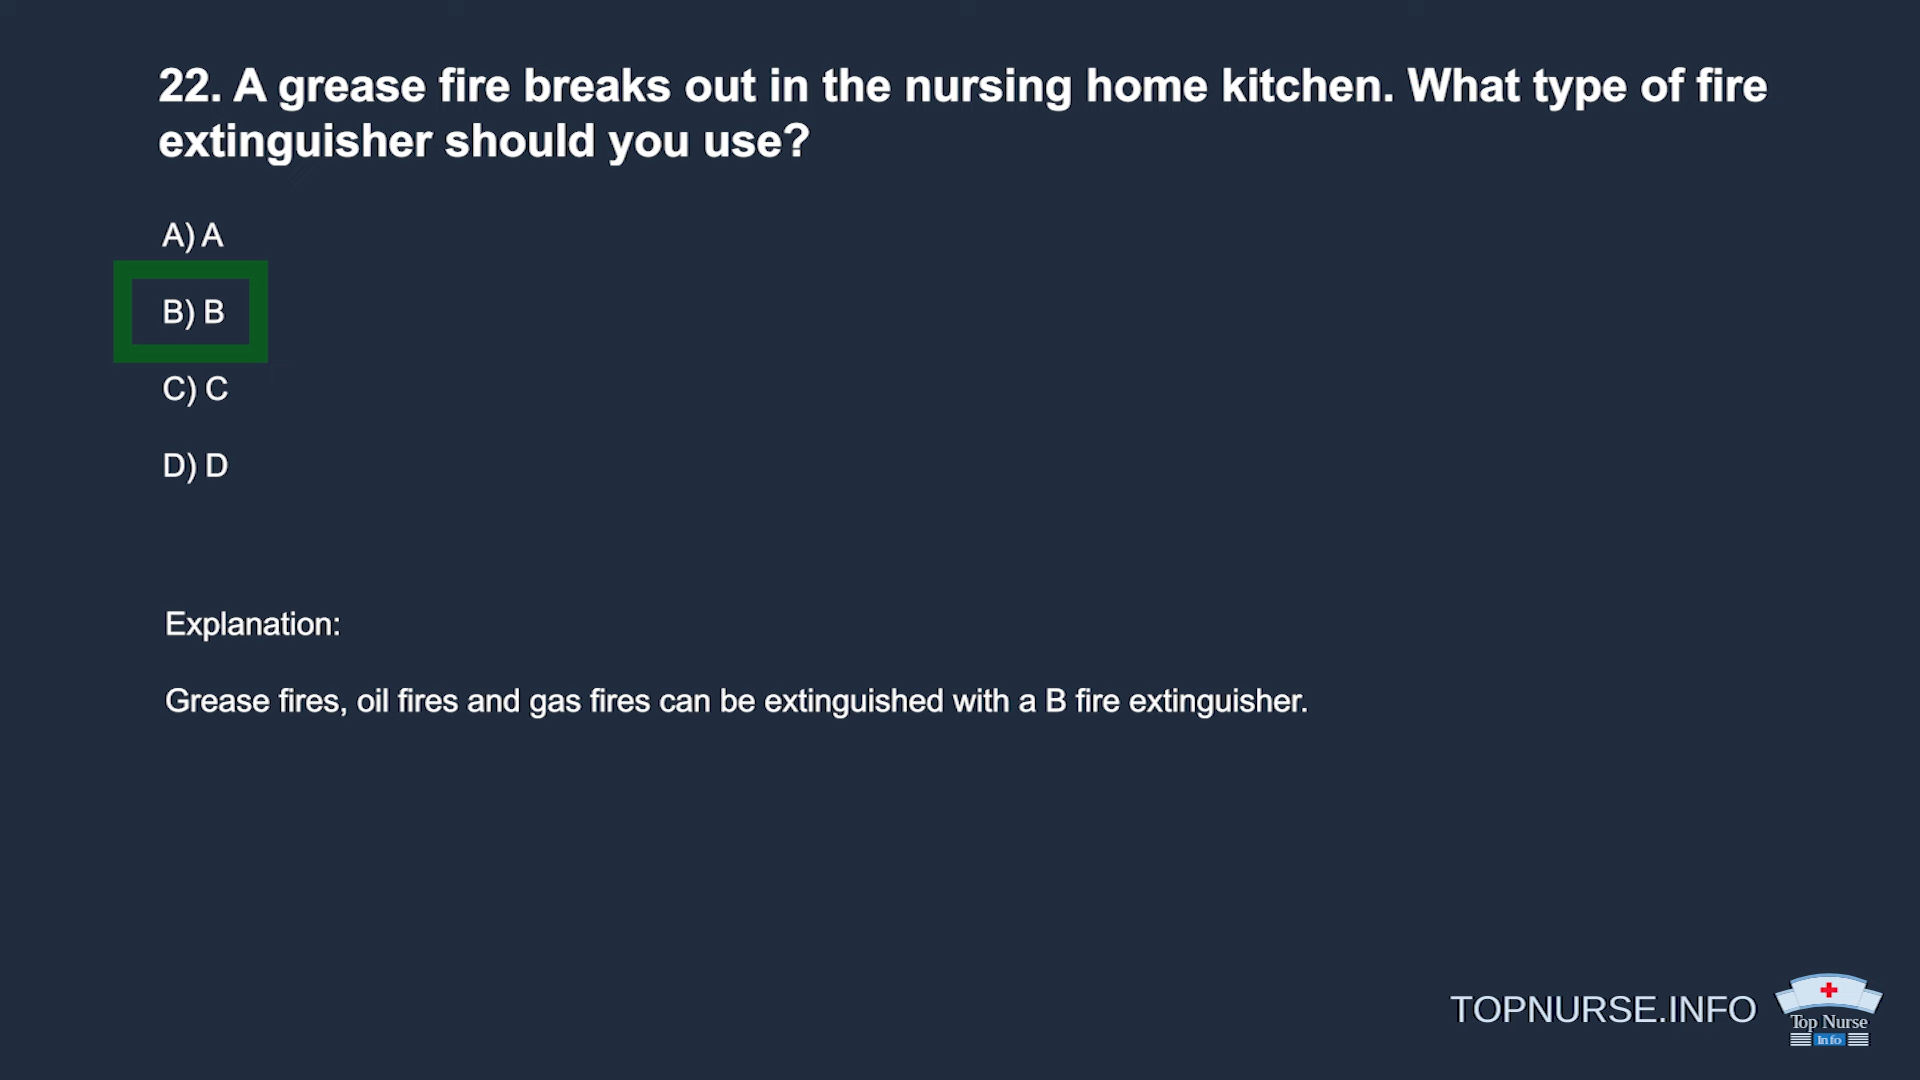 22. A grease fire breaks out in the nursing home kitchen. What type of fire
extinguisher should you use?
A) A
B) B
C) C
D) D
Explanation:
Grease fires, oil fires and gas fires can be extinguished with a B fire extinguisher.
TOPNURSE.INFO
Top Nurse
Info